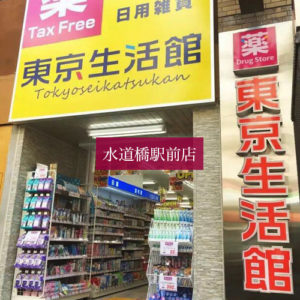 薬
Tax Free
日用雑貨
東京生活館
Tokyoseikatsukan
水道橋駅前店
薬
Drug Store
東京生活館